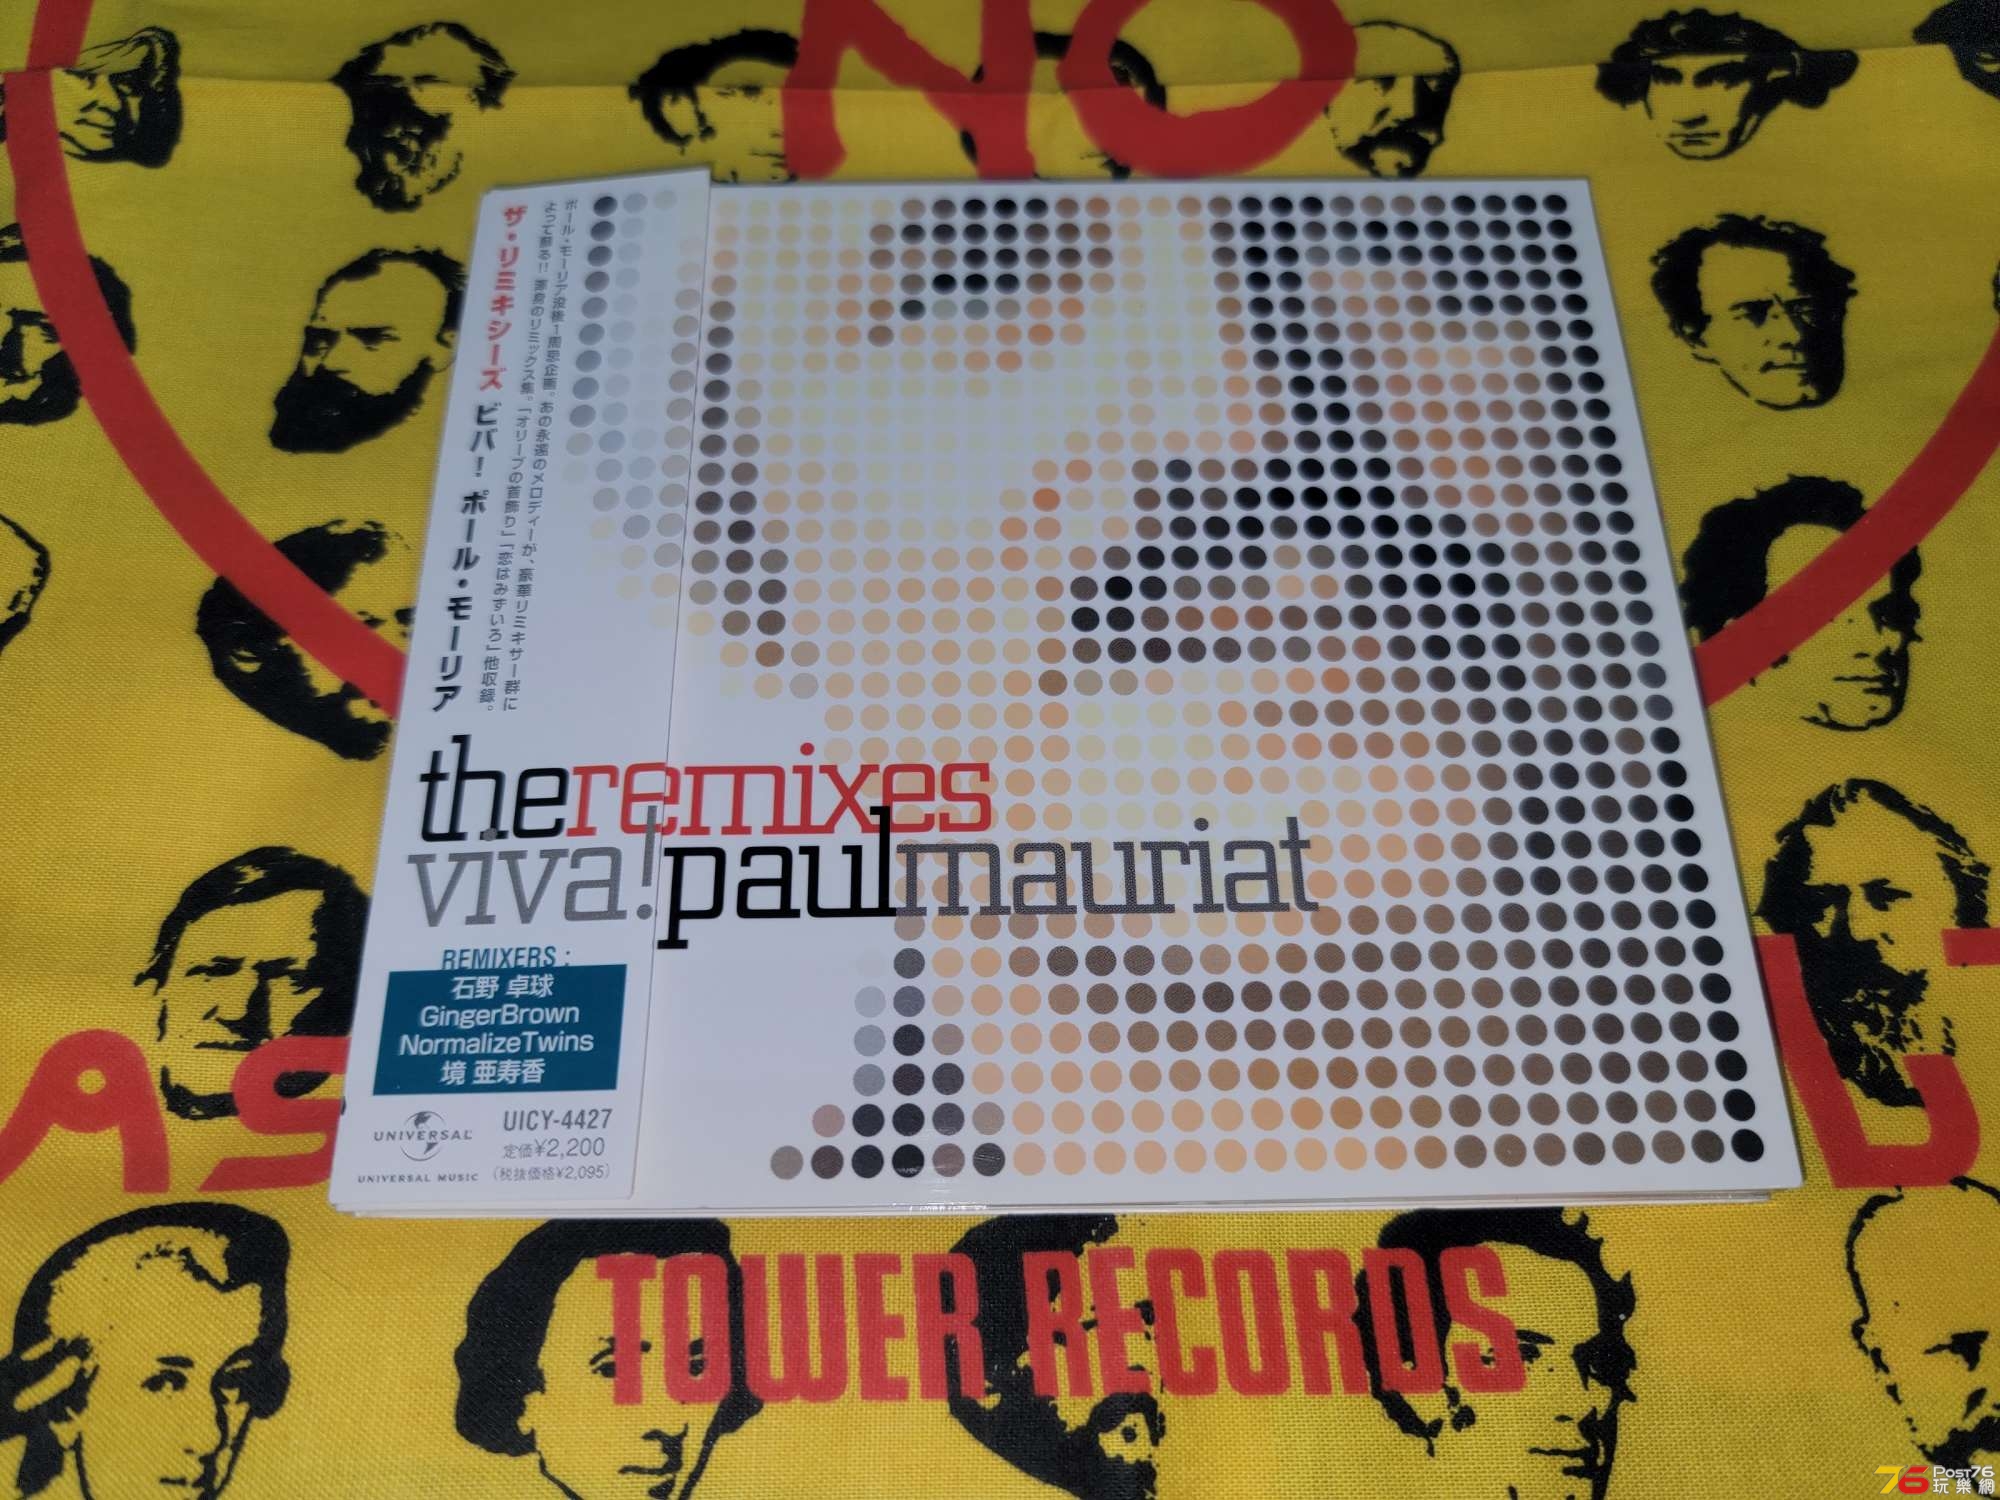 NO
ザ・リミキシーズ ビバ！ ポール・モーリア
ポール・モーリア没後1周忌企画。あの永遠のメロディーが、豪華リミキサー群に
よって蘇る!! 渾身のリミックス集。「オリーブの首飾り」「恋はみずいろ」他収録。
theremixes
viva!paulmauriat
REMIXERS :
石野 卓球
GingerBrown
NormalizeTwins
境 亜寿香
UNIVERSAL
UNIVERSAL MUSIC
UICY-4427
定価¥2,200
(税抜価格¥2,095)
TOWER RECORDS
76 POST76
玩樂網